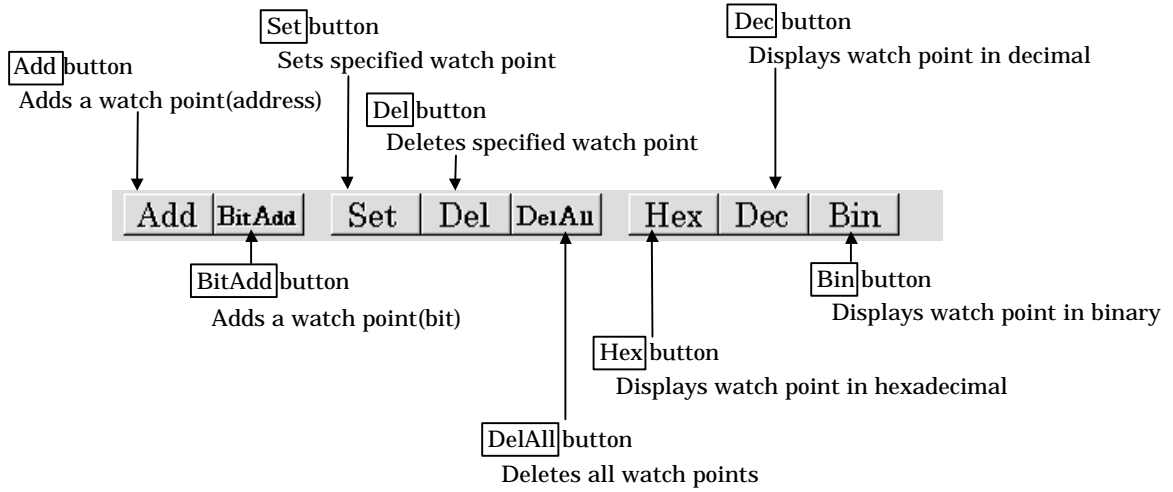 Set button
Sets specified watch point
Dec button
Displays watch point in decimal
Add button
Adds a watch point(address)
Del button
Deletes specified watch point
Add BitAdd Set Del DelAll Hex Dec Bin
BitAdd button
Adds a watch point(bit)
Bin button
Displays watch point in binary
Hex button
Displays watch point in hexadecimal
DelAll button
Deletes all watch points